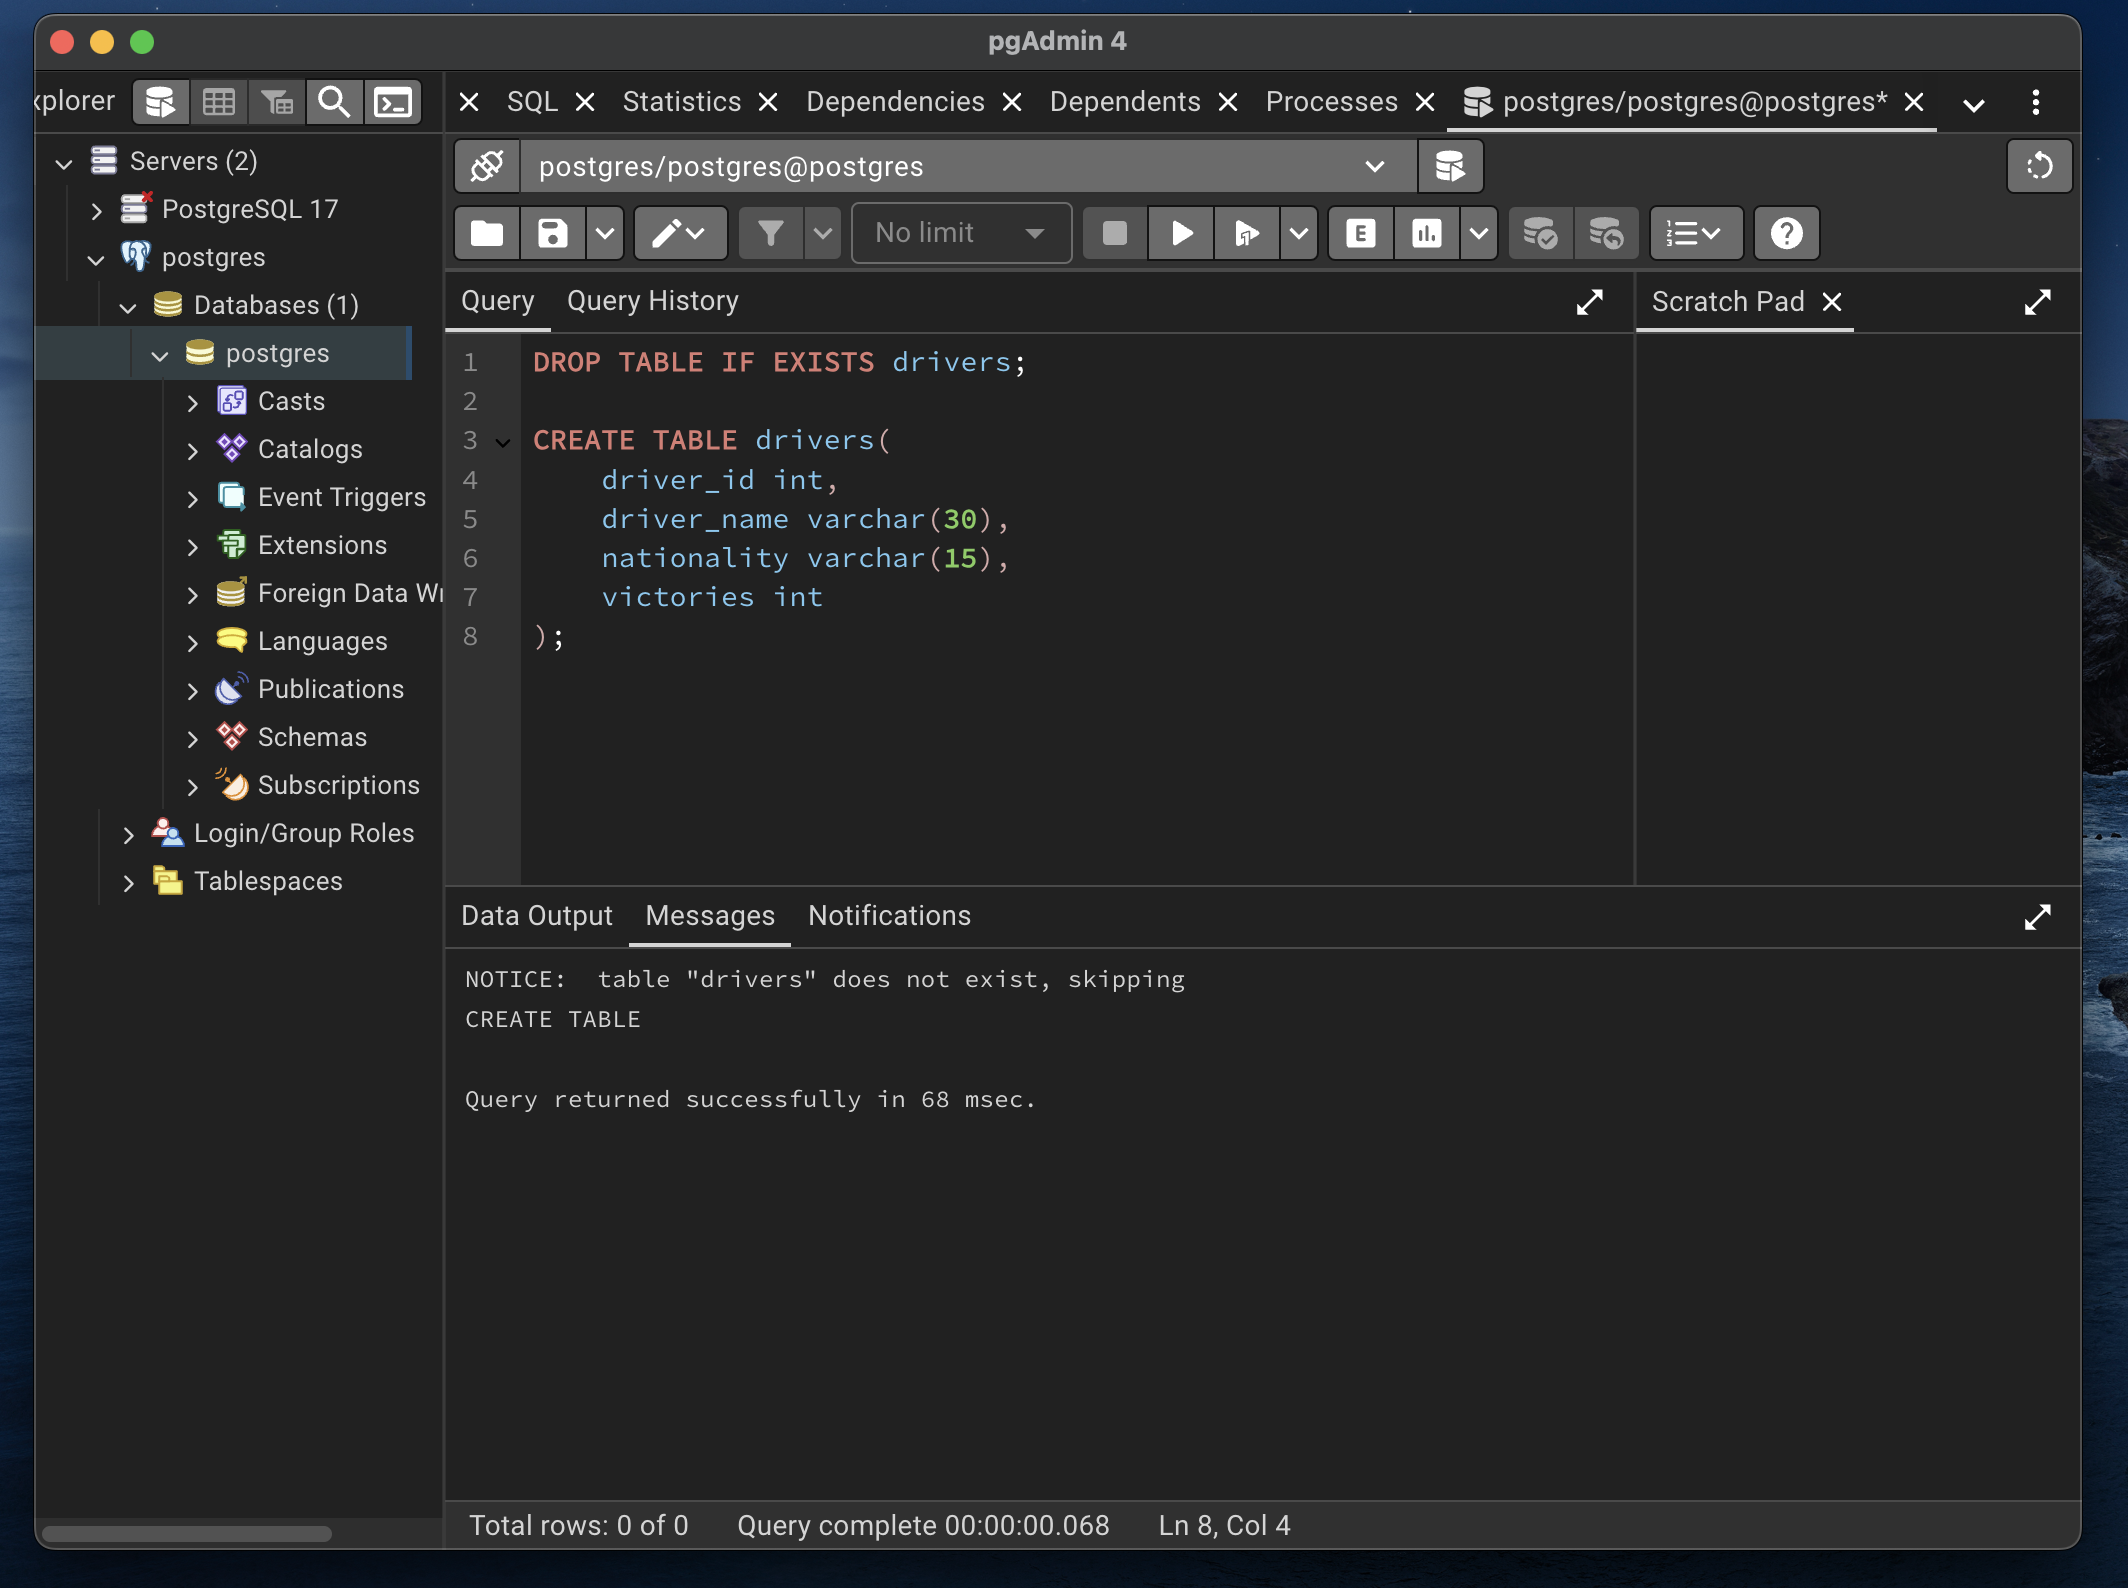 pgAdmin 4
xplorer
SQL Statistics Dependencies Dependents Processes postgres/postgres@postgres*
Servers (2)
PostgreSQL 17
postgres
Databases (1)
postgres
Casts
Catalogs
Event Triggers
Extensions
Foreign Data Wr
Languages
Publications
Schemas
Subscriptions
Login/Group Roles
Tablespaces
postgres/postgres@postgres
No limit
Query Query History
Scratch Pad
1 DROP TABLE IF EXISTS drivers;
2
3 CREATE TABLE drivers(
4     driver_id int,
5     driver_name varchar(30),
6     nationality varchar(15),
7     victories int
8 );
Data Output Messages Notifications
NOTICE:  table "drivers" does not exist, skipping
CREATE TABLE
Query returned successfully in 68 msec.
Total rows: 0 of 0 Query complete 00:00:00.068 Ln 8, Col 4